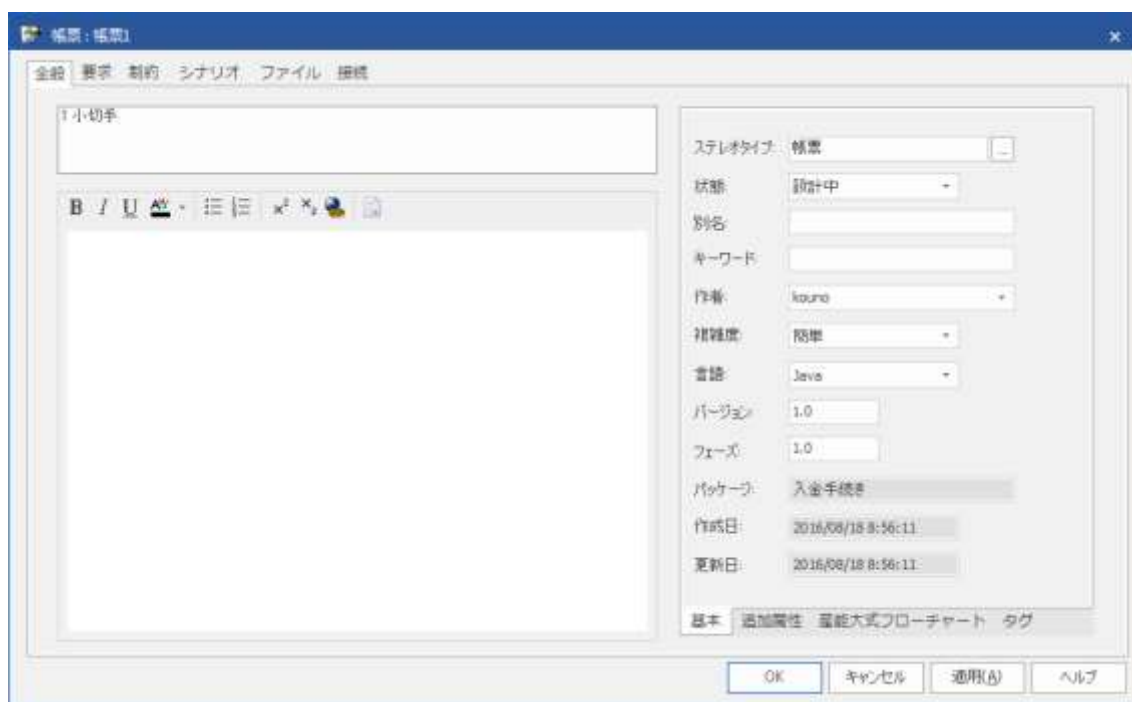 帳票 : 帳票1
全般 要求 制約 シナリオ ファイル 接続
1 小切手
B I U
ステレオタイプ: 帳票 ...
状態: 設計中
別名:
キーワード:
作者: kouno
複雑度: 簡単
言語: Java
バージョン: 1.0
フェーズ: 1.0
パッケージ: 入金手続き
作成日: 2016/08/18 8:56:11
更新日: 2016/08/18 8:56:11
基本 追加属性 産能大式フローチャート タグ
OK キャンセル 適用(A) ヘルプ